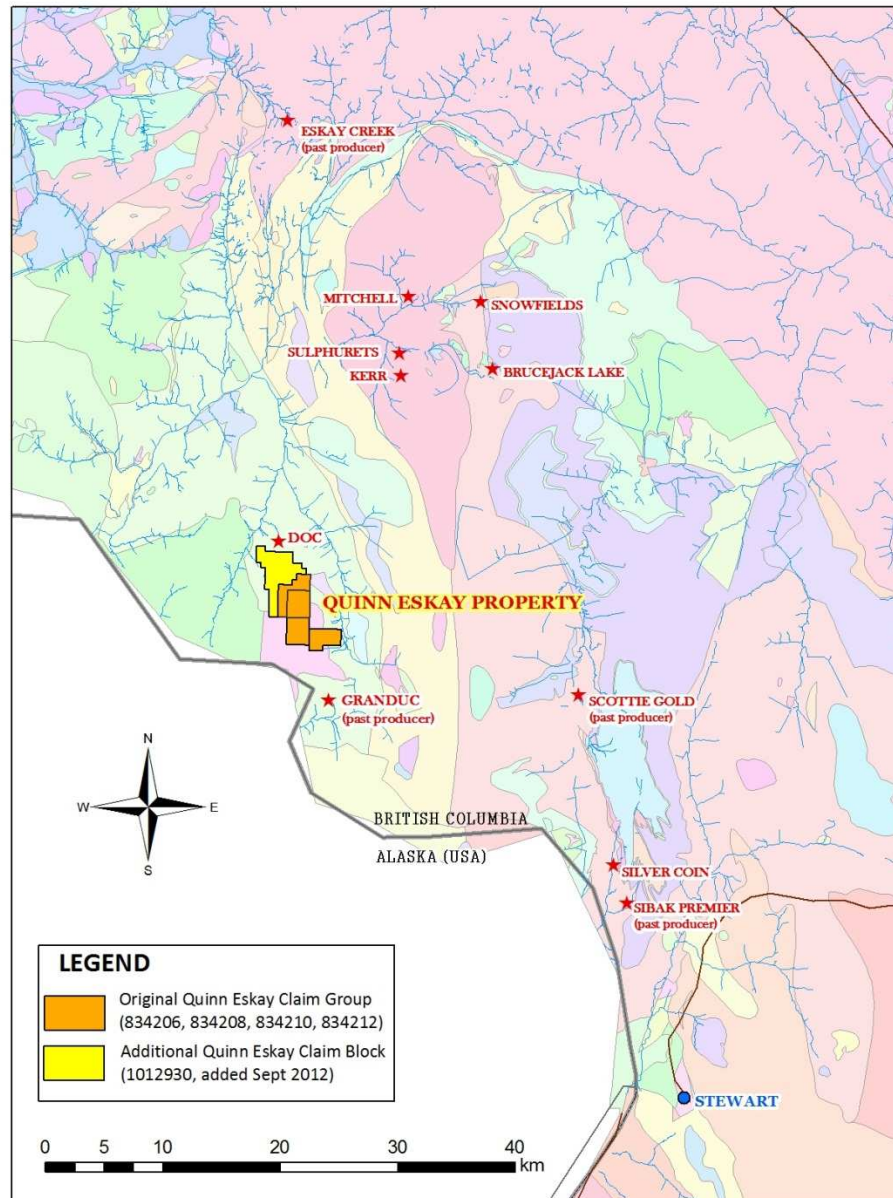 ESKAY CREEK
(past producer)
MITCHELL
SNOWFIELDS
SULPHURETS
KERR
BRUCEJACK LAKE
DOC
QUINN ESKAY PROPERTY
GRANDUC
(past producer)
SCOTTIE GOLD
(past producer)
N
W
E
S
BRITISH COLUMBIA
ALASKA (USA)
SILVER COIN
SIBAK PREMIER
(past producer)
LEGEND
Original Quinn Eskay Claim Group
(834206, 834208, 834210, 834212)
Additional Quinn Eskay Claim Block
(1012930, added Sept 2012)
STEWART
0 5 10 20 30 40
km